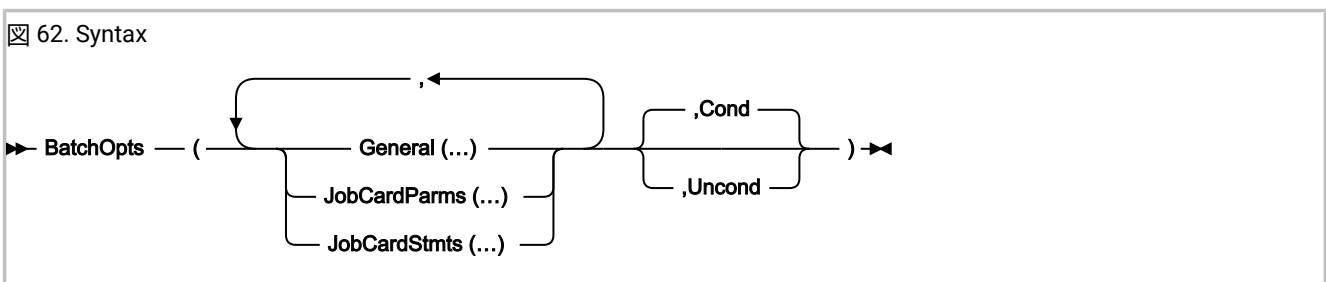 図 62. Syntax
,
,Cond
BatchOpts ( General (...) )
,Uncond
JobCardParms (...)
JobCardStmts (...)